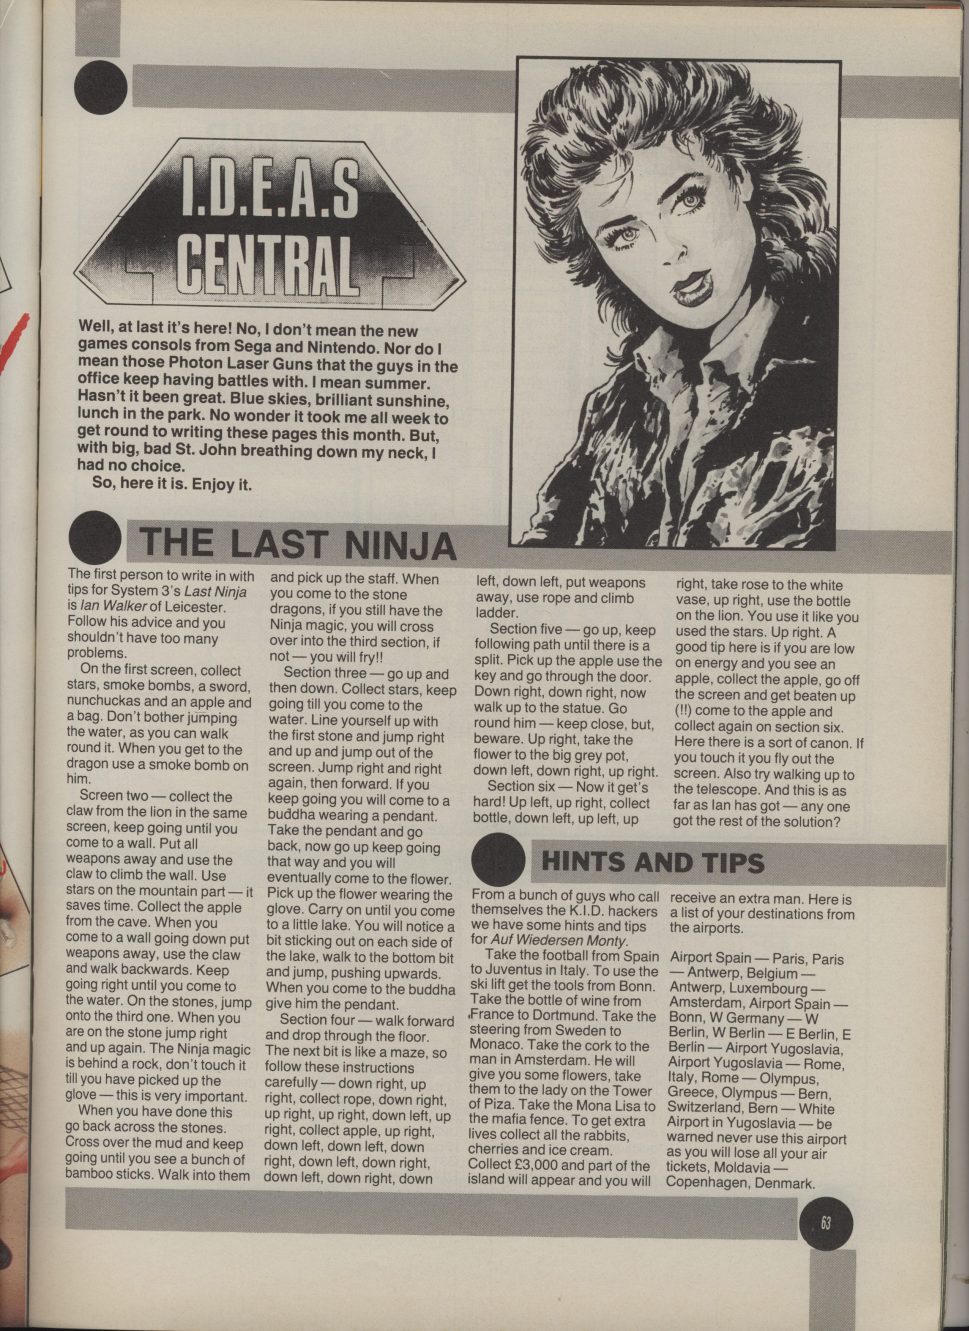 I.D.E.A.S
CENTRAL
Well, at last it's here! No, I don't mean the new
games consols from Sega and Nintendo. Nor do I
mean those Photon Laser Guns that the guys in the
office keep having battles with. I mean summer.
Hasn't it been great. Blue skies, brilliant sunshine,
lunch in the park. No wonder it took me all week to
get round to writing these pages this month. But,
with big, bad St. John breathing down my neck, I
had no choice.
So, here it is. Enjoy it.
THE LAST NINJA
The first person to write in with
tips for System 3's Last Ninja
is Ian Walker of Leicester.
Follow his advice and you
shouldn't have too many
problems.
On the first screen, collect
stars, smoke bombs, a sword,
nunchuckas and an apple and
a bag. Don't bother jumping
the water, as you can walk
round it. When you get to the
dragon use a smoke bomb on
him.
Screen two — collect the
claw from the lion in the same
screen, keep going until you
come to a wall. Put all
weapons away and use the
claw to climb the wall. Use
stars on the mountain part — it
saves time. Collect the apple
from the cave. When you
come to a wall going down put
weapons away, use the claw
and walk backwards. Keep
going right until you come to
the water. On the stones, jump
onto the third one. When you
are on the stone jump right
and up again. The Ninja magic
is behind a rock, don't touch it
till you have picked up the
glove — this is very important.
When you have done this
go back across the stones.
Cross over the mud and keep
going until you see a bunch of
bamboo sticks. Walk into them
and pick up the staff. When
you come to the stone
dragons, if you still have the
Ninja magic, you will cross
over into the third section, if
not — you will fry!!
Section three — go up and
then down. Collect stars, keep
going till you come to the
water. Line yourself up with
the first stone and jump right
and up and jump out of the
screen. Jump right and right
again, then forward. If you
keep going you will come to a
buddha wearing a pendant.
Take the pendant and go
back, now go up keep going
that way and you will
eventually come to the flower.
Pick up the flower wearing the
glove. Carry on until you come
to a little lake. You will notice a
bit sticking out on each side of
the lake, walk to the bottom bit
and jump, pushing upwards.
When you come to the buddha
give him the pendant.
Section four — walk forward
and drop through the floor.
The next bit is like a maze, so
follow these instructions
carefully — down right, up
right, collect rope, down right,
up right, up right, down left, up
right, collect apple, up right,
down left, down left, down
right, down left, down right,
down left, down right, down
left, down left, put weapons
away, use rope and climb
ladder.
Section five — go up, keep
following path until there is a
split. Pick up the apple use the
key and go through the door.
Down right, down right, now
walk up to the statue. Go
round him — keep close, but,
beware. Up right, take the
flower to the big grey pot,
down left, down right, up right.
Section six — Now it get's
hard! Up left, up right, collect
bottle, down left, up left, up
right, take rose to the white
vase, up right, use the bottle
on the lion. You use it like you
used the stars. Up right. A
good tip here is if you are low
on energy and you see an
apple, collect the apple, go off
the screen and get beaten up
(!!) come to the apple and
collect again on section six.
Here there is a sort of canon. If
you touch it you fly out the
screen. Also try walking up to
the telescope. And this is as
far as Ian has got — any one
got the rest of the solution?
HINTS AND TIPS
From a bunch of guys who call
themselves the K.I.D. hackers
we have some hints and tips
for Auf Wiedersen Monty.
Take the football from Spain
to Juventus in Italy. To use the
ski lift get the tools from Bonn.
Take the bottle of wine from
France to Dortmund. Take the
steering from Sweden to
Monaco. Take the cork to the
man in Amsterdam. He will
give you some flowers, take
them to the lady on the Tower
of Piza. Take the Mona Lisa to
the mafia fence. To get extra
lives collect all the rabbits,
cherries and ice cream.
Collect £3,000 and part of the
island will appear and you will
receive an extra man. Here is
a list of your destinations from
the airports.
Airport Spain — Paris, Paris
— Antwerp, Belgium —
Antwerp, Luxembourg —
Amsterdam, Airport Spain —
Bonn, W Germany — W
Berlin, W Berlin — E Berlin, E
Berlin — Airport Yugoslavia,
Airport Yugoslavia — Rome,
Italy, Rome — Olympus,
Greece, Olympus — Bern,
Switzerland, Bern — White
Airport in Yugoslavia — be
warned never use this airport
as you will lose all your air
tickets, Moldavia —
Copenhagen, Denmark.
63